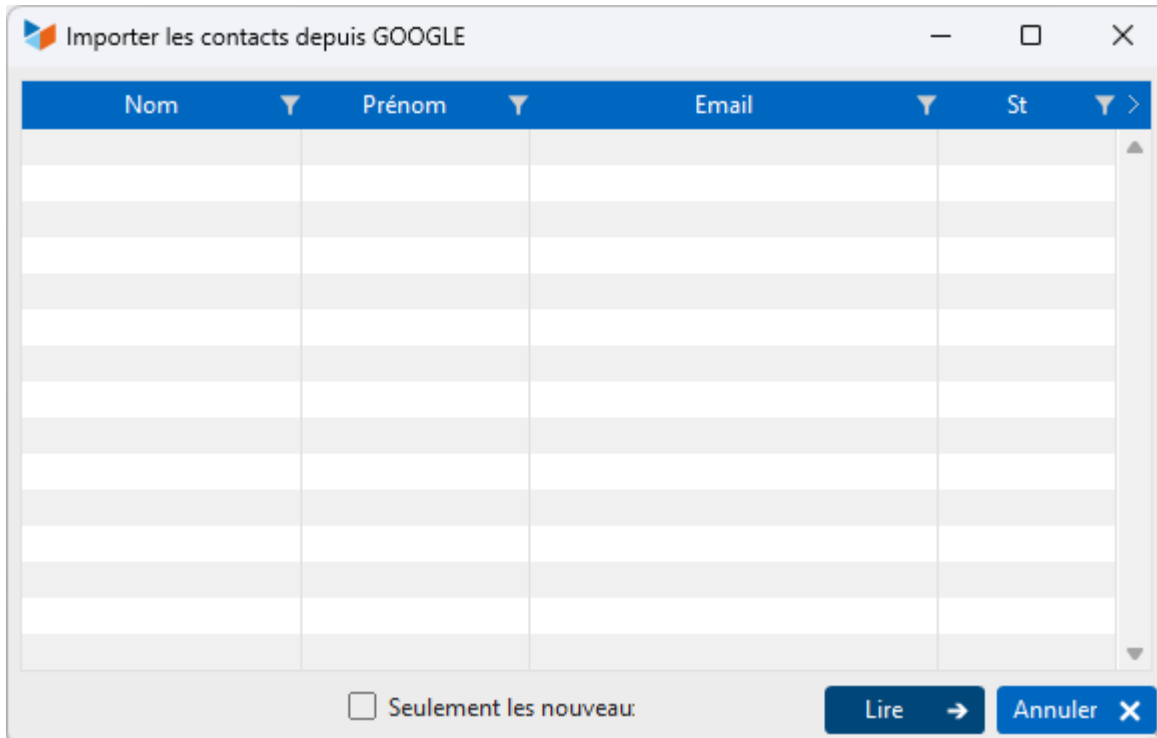 Importer les contacts depuis GOOGLE
Nom Prénom Email St
Seulement les nouveau
Lire Annuler